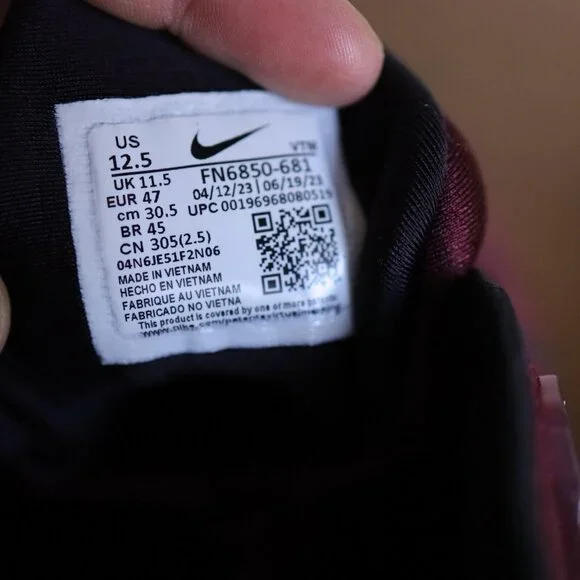 US
12.5
VTW
UK 11.5
FN6850-681
EUR 47
04/12/23 | 06/19/23
cm 30.5
UPC 00196968080519
BR 45
CN 305(2.5)
04N6JE51F2N06
MADE IN VIETNAM
HECHO EN VIETNAM
FABRIQUE AU VIETNAM
FABRICADO NO VIETNA
This product is covered by one or more patents.